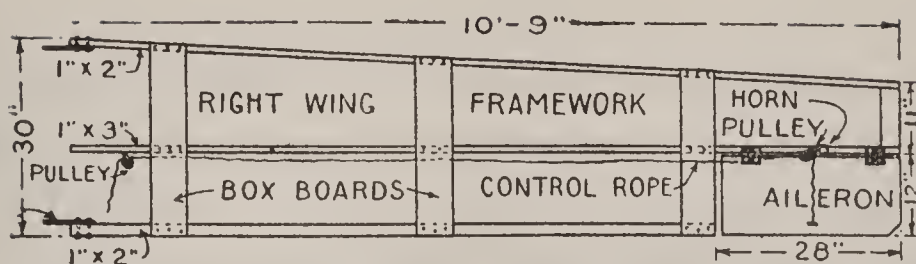 10'-9"
1" X 2"
RIGHT WING FRAMEWORK
HORN
PULLEY
30"
1" X 3"
PULLEY
BOX BOARDS
CONTROL ROPE
AILERON
1" X 2"
28"